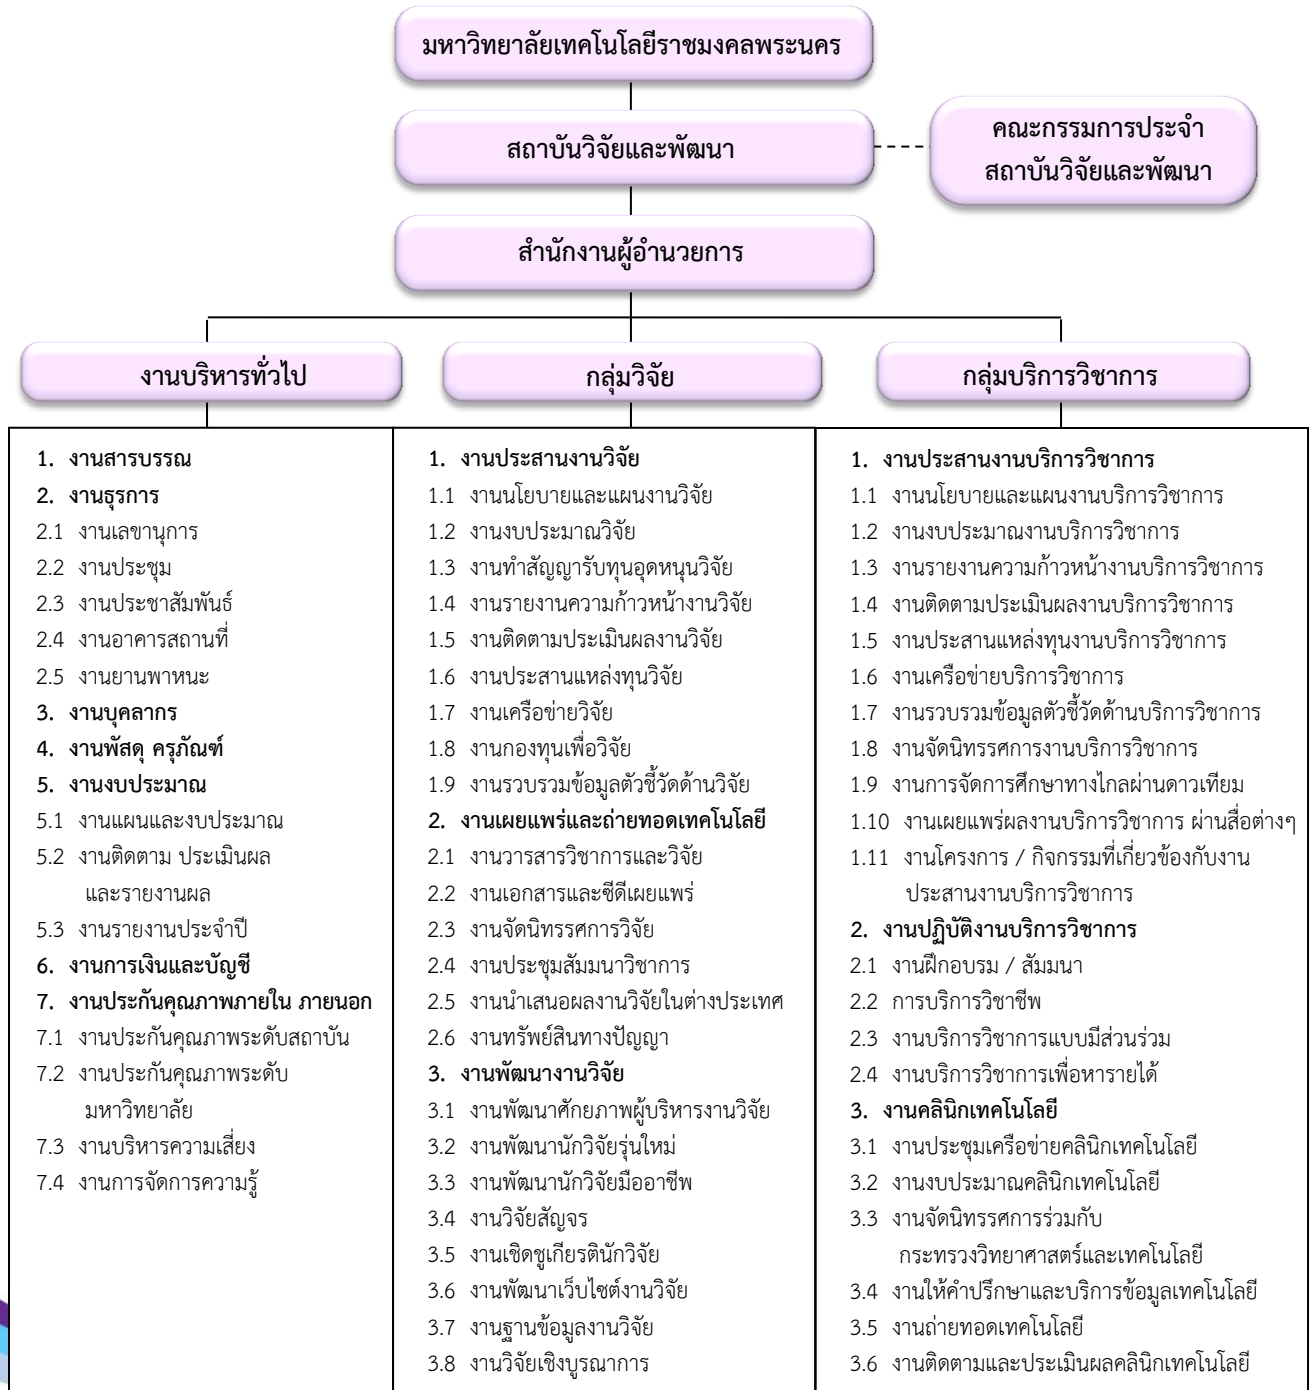 มหาวิทยาลัยเทคโนโลยีราชมงคลพระนคร
สถาบันวิจัยและพัฒนา
คณะกรรมการประจำ
สถาบันวิจัยและพัฒนา
สำนักงานผู้อำนวยการ
งานบริหารทั่วไป
1. งานสารบรรณ
2. งานธุรการ
2.1 งานเลขานุการ
2.2 งานประชุม
2.3 งานประชาสัมพันธ์
2.4 งานอาคารสถานที่
2.5 งานยานพาหนะ
3. งานบุคลากร
4. งานพัสดุ ครุภัณฑ์
5. งานงบประมาณ
5.1 งานแผนและงบประมาณ
5.2 งานติดตาม ประเมินผล
และรายงานผล
5.3 งานรายงานประจำปี
6. งานการเงินและบัญชี
7. งานประกันคุณภาพภายใน ภายนอก
7.1 งานประกันคุณภาพระดับสถาบัน
7.2 งานประกันคุณภาพระดับ
มหาวิทยาลัย
7.3 งานบริหารความเสี่ยง
7.4 งานการจัดการความรู้
กลุ่มวิจัย
1. งานประสานงานวิจัย
1.1 งานนโยบายและแผนงานวิจัย
1.2 งานงบประมาณวิจัย
1.3 งานทำสัญญารับทุนอุดหนุนวิจัย
1.4 งานรายงานความก้าวหน้างานวิจัย
1.5 งานติดตามประเมินผลงานวิจัย
1.6 งานประสานแหล่งทุนวิจัย
1.7 งานเครือข่ายวิจัย
1.8 งานกองทุนเพื่อวิจัย
1.9 งานรวบรวมข้อมูลตัวชี้วัดด้านวิจัย
2. งานเผยแพร่และถ่ายทอดเทคโนโลยี
2.1 งานวารสารวิชาการและวิจัย
2.2 งานเอกสารและซีดีเผยแพร่
2.3 งานจัดนิทรรศการวิจัย
2.4 งานประชุมสัมมนาวิชาการ
2.5 งานนำเสนอผลงานวิจัยในต่างประเทศ
2.6 งานทรัพย์สินทางปัญญา
3. งานพัฒนางานวิจัย
3.1 งานพัฒนาศักยภาพผู้บริหารงานวิจัย
3.2 งานพัฒนานักวิจัยรุ่นใหม่
3.3 งานพัฒนานักวิจัยมืออาชีพ
3.4 งานวิจัยสัญจร
3.5 งานเชิดชูเกียรตินักวิจัย
3.6 งานพัฒนาเว็บไซต์งานวิจัย
3.7 งานฐานข้อมูลงานวิจัย
3.8 งานวิจัยเชิงบูรณาการ
กลุ่มบริการวิชาการ
1. งานประสานงานบริการวิชาการ
1.1 งานนโยบายและแผนงานบริการวิชาการ
1.2 งานงบประมาณงานบริการวิชาการ
1.3 งานรายงานความก้าวหน้างานบริการวิชาการ
1.4 งานติดตามประเมินผลงานบริการวิชาการ
1.5 งานประสานแหล่งทุนงานบริการวิชาการ
1.6 งานเครือข่ายบริการวิชาการ
1.7 งานรวบรวมข้อมูลตัวชี้วัดด้านบริการวิชาการ
1.8 งานจัดนิทรรศการงานบริการวิชาการ
1.9 งานการจัดการศึกษาทางไกลผ่านดาวเทียม
1.10 งานเผยแพร่ผลงานบริการวิชาการ ผ่านสื่อต่างๆ
1.11 งานโครงการ / กิจกรรมที่เกี่ยวข้องกับงาน
ประสานงานบริการวิชาการ
2. งานปฏิบัติงานบริการวิชาการ
2.1 งานฝึกอบรม / สัมมนา
2.2 การบริการวิชาชีพ
2.3 งานบริการวิชาการแบบมีส่วนร่วม
2.4 งานบริการวิชาการเพื่อหารายได้
3. งานคลินิกเทคโนโลยี
3.1 งานประชุมเครือข่ายคลินิกเทคโนโลยี
3.2 งานงบประมาณคลินิกเทคโนโลยี
3.3 งานจัดนิทรรศการร่วมกับ
กระทรวงวิทยาศาสตร์และเทคโนโลยี
3.4 งานให้คำปรึกษาและบริการข้อมูลเทคโนโลยี
3.5 งานถ่ายทอดเทคโนโลยี
3.6 งานติดตามและประเมินผลคลินิกเทคโนโลยี